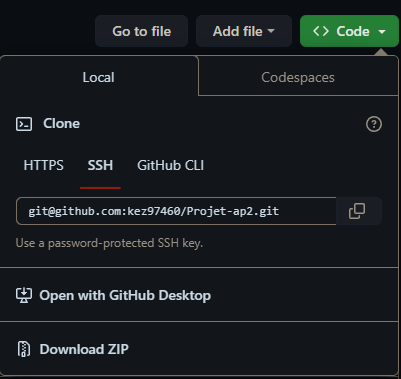 Go to file Add file <> Code
Local Codespaces
Clone
HTTPS SSH GitHub CLI
git@github.com:kez97460/Projet-ap2.git
Use a password-protected SSH key.
Open with GitHub Desktop
Download ZIP